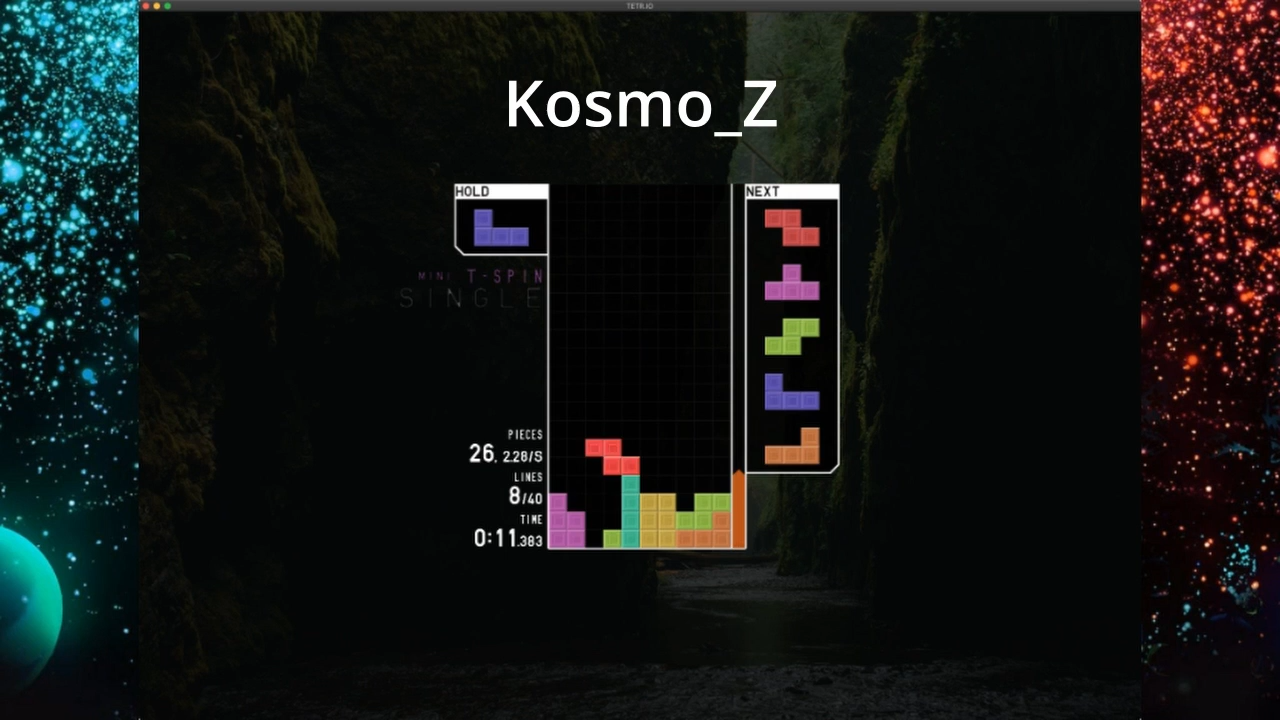 TETR.IO
Kosmo_Z
HOLD
NEXT
MINI T-SPIN
SINGLE
PIECES
26, 2.28/S
LINES
8/40
TIME
0:11.383